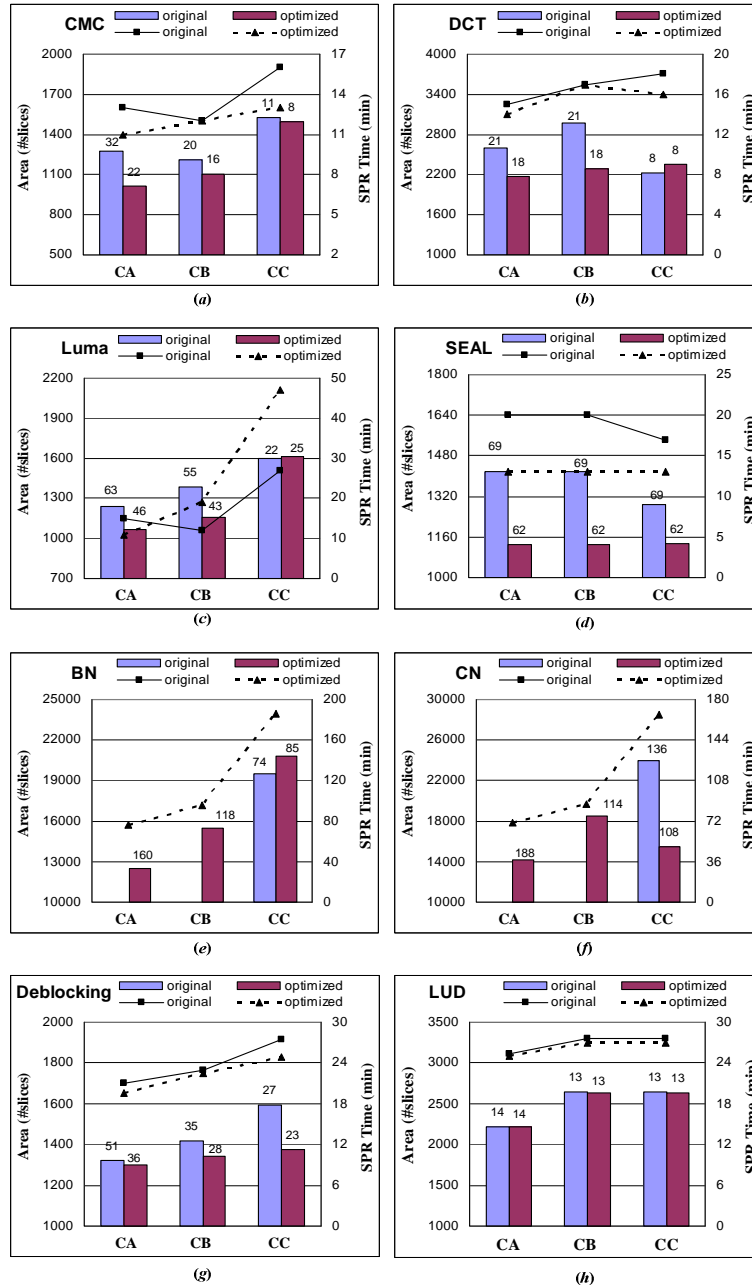 CMC
original optimized
original optimized
Area (#slices)
2000
1700
1400
1100
800
500
32
22
20
16
11
8
17
14
11
8
5
2
SPR Time (min)
CA CB CC
(a)
DCT
original optimized
original optimized
Area (#slices)
4000
3400
2800
2200
1600
1000
21
18
21
18
8
8
20
16
12
8
4
0
SPR Time (min)
CA CB CC
(b)
Luma
original optimized
original optimized
Area (#slices)
2200
1900
1600
1300
1000
700
63
46
55
43
22
25
50
40
30
20
10
0
SPR Time (min)
CA CB CC
(c)
SEAL
original optimized
original optimized
Area (#slices)
1800
1640
1480
1320
1160
1000
69
62
69
62
69
62
25
20
15
10
5
0
SPR Time (min)
CA CB CC
(d)
BN
original optimized
original optimized
Area (#slices)
25000
22000
19000
16000
13000
10000
160
118
74
85
200
160
120
80
40
0
SPR Time (min)
CA CB CC
(e)
CN
original optimized
original optimized
Area (#slices)
30000
26000
22000
18000
14000
10000
188
114
136
108
180
144
108
72
36
0
SPR Time (min)
CA CB CC
(f)
Deblocking
original optimized
original optimized
Area (#slices)
2000
1800
1600
1400
1200
1000
51
36
35
28
27
23
30
24
18
12
6
0
SPR Time (min)
CA CB CC
(g)
LUD
original optimized
original optimized
Area (#slices)
3500
3000
2500
2000
1500
1000
14
14
13
13
13
13
30
24
18
12
6
0
SPR Time (min)
CA CB CC
(h)